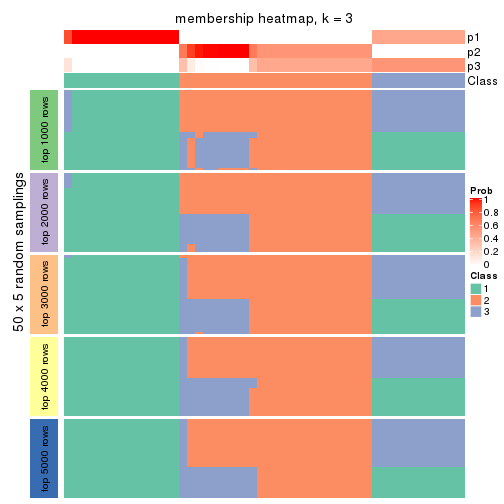 membership heatmap, k = 3
p1
p2
p3
Class
50 x 5 random samplings
top 1000 rows
top 2000 rows
top 3000 rows
top 4000 rows
top 5000 rows
Prob
1
0.8
0.6
0.4
0.2
0
Class
1
2
3